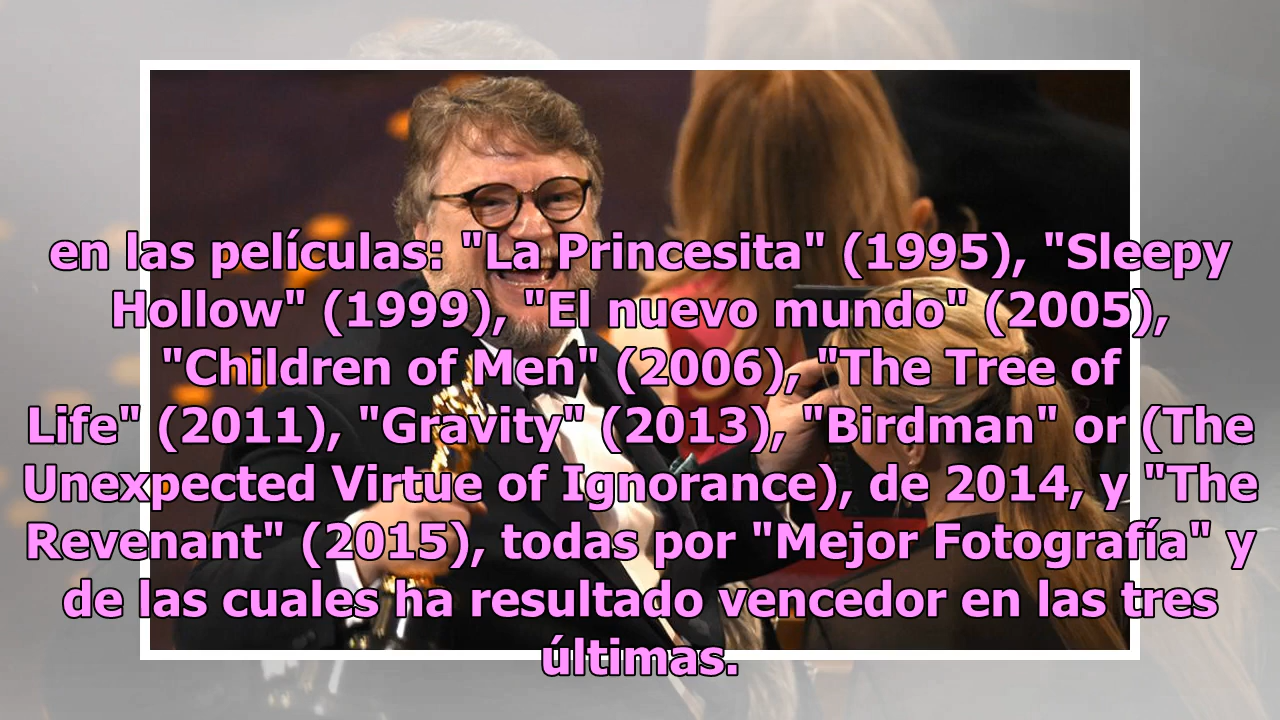 en las películas: "La Princesita" (1995), "Sleepy
Hollow" (1999), "El nuevo mundo" (2005),
"Children of Men" (2006), "The Tree of
Life" (2011), "Gravity" (2013), "Birdman" or (The
Unexpected Virtue of Ignorance), de 2014, y "The
Revenant" (2015), todas por "Mejor Fotografía" y
de las cuales ha resultado vencedor en las tres
últimas.